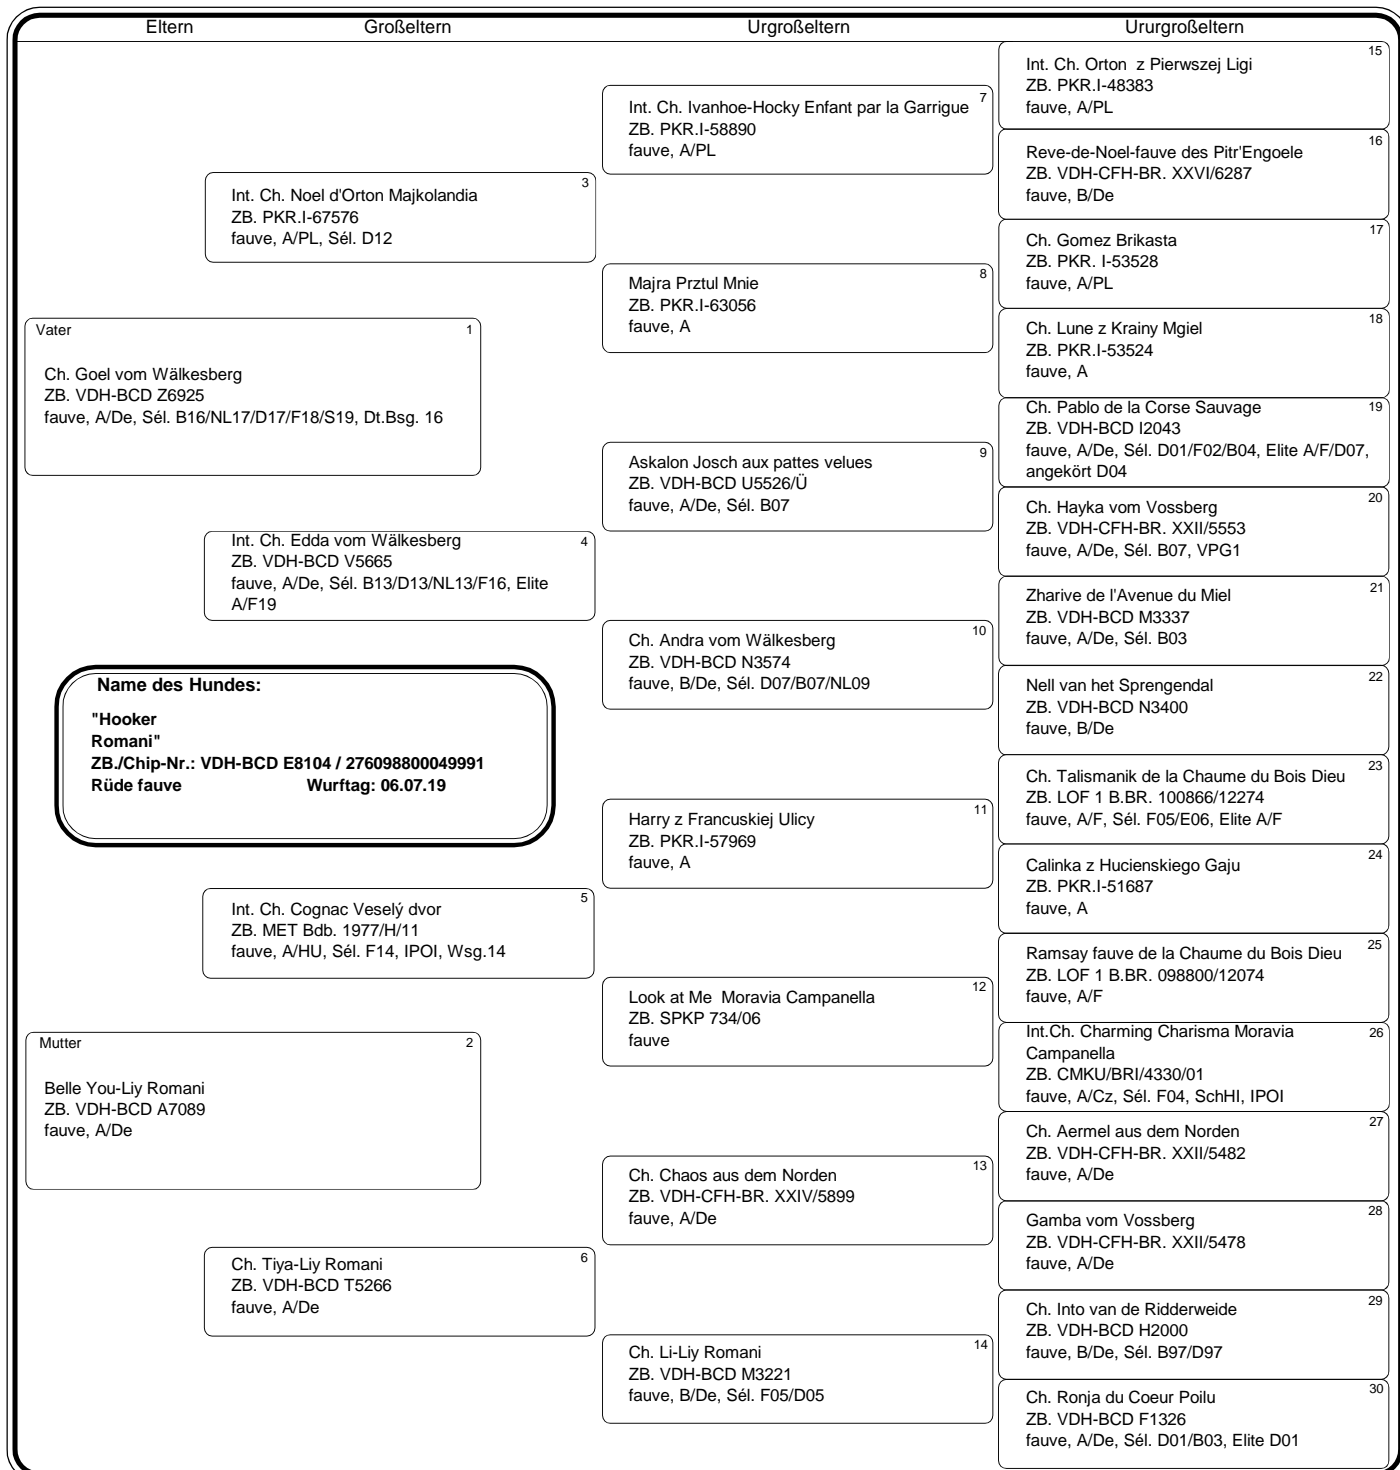 Eltern Großeltern Urgroßeltern Ururgroßeltern
Vater 1
Ch. Goel vom Wälkesberg
ZB. VDH-BCD Z6925
fauve, A/De, Sél. B16/NL17/D17/F18/S19, Dt.Bsg. 16
Name des Hundes:
"Hooker
Romani"
ZB./Chip-Nr.: VDH-BCD E8104 / 276098800049991
Rüde fauve Wurftag: 06.07.19
Mutter 2
Belle You-Liy Romani
ZB. VDH-BCD A7089
fauve, A/De
3
Int. Ch. Noel d'Orton Majkolandia
ZB. PKR.I-67576
fauve, A/PL, Sél. D12
4
Int. Ch. Edda vom Wälkesberg
ZB. VDH-BCD V5665
fauve, A/De, Sél. B13/D13/NL13/F16, Elite
A/F19
5
Int. Ch. Cognac Veselý dvor
ZB. MET Bdb. 1977/H/11
fauve, A/HU, Sél. F14, IPOI, Wsg.14
6
Ch. Tiya-Liy Romani
ZB. VDH-BCD T5266
fauve, A/De
7
Int. Ch. Ivanhoe-Hocky Enfant par la Garrigue
ZB. PKR.I-58890
fauve, A/PL
8
Majra Prztul Mnie
ZB. PKR.I-63056
fauve, A
9
Askalon Josch aux pattes velues
ZB. VDH-BCD U5526/Ü
fauve, A/De, Sél. B07
10
Ch. Andra vom Wälkesberg
ZB. VDH-BCD N3574
fauve, B/De, Sél. D07/B07/NL09
11
Harry z Francuskiej Ulicy
ZB. PKR.I-57969
fauve, A
12
Look at Me Moravia Campanella
ZB. SPKP 734/06
fauve
13
Ch. Chaos aus dem Norden
ZB. VDH-CFH-BR. XXIV/5899
fauve, A/De
14
Ch. Li-Liy Romani
ZB. VDH-BCD M3221
fauve, B/De, Sél. F05/D05
15
Int. Ch. Orton z Pierwszej Ligi
ZB. PKR.I-48383
fauve, A/PL
16
Reve-de-Noel-fauve des Pitr'Engoele
ZB. VDH-CFH-BR. XXVI/6287
fauve, B/De
17
Ch. Gomez Brikasta
ZB. PKR. I-53528
fauve, A/PL
18
Ch. Lune z Krainy Mgiel
ZB. PKR.I-53524
fauve, A
19
Ch. Pablo de la Corse Sauvage
ZB. VDH-BCD I2043
fauve, A/De, Sél. D01/F02/B04, Elite A/F/D07,
angekört D04
20
Ch. Hayka vom Vossberg
ZB. VDH-CFH-BR. XXII/5553
fauve, A/De, Sél. B07, VPG1
21
Zharive de l'Avenue du Miel
ZB. VDH-BCD M3337
fauve, A/De, Sél. B03
22
Nell van het Sprengendal
ZB. VDH-BCD N3400
fauve, B/De
23
Ch. Talismanik de la Chaume du Bois Dieu
ZB. LOF 1 B.BR. 100866/12274
fauve, A/F, Sél. F05/E06, Elite A/F
24
Calinka z Hucienskiego Gaju
ZB. PKR.I-51687
fauve, A
25
Ramsay fauve de la Chaume du Bois Dieu
ZB. LOF 1 B.BR. 098800/12074
fauve, A/F
26
Int.Ch. Charming Charisma Moravia
Campanella
ZB. CMKU/BRI/4330/01
fauve, A/Cz, Sél. F04, SchHI, IPOI
27
Ch. Aermel aus dem Norden
ZB. VDH-CFH-BR. XXII/5482
fauve, A/De
28
Gamba vom Vossberg
ZB. VDH-CFH-BR. XXII/5478
fauve, A/De
29
Ch. Into van de Ridderweide
ZB. VDH-BCD H2000
fauve, B/De, Sél. B97/D97
30
Ch. Ronja du Coeur Poilu
ZB. VDH-BCD F1326
fauve, A/De, Sél. D01/B03, Elite D01